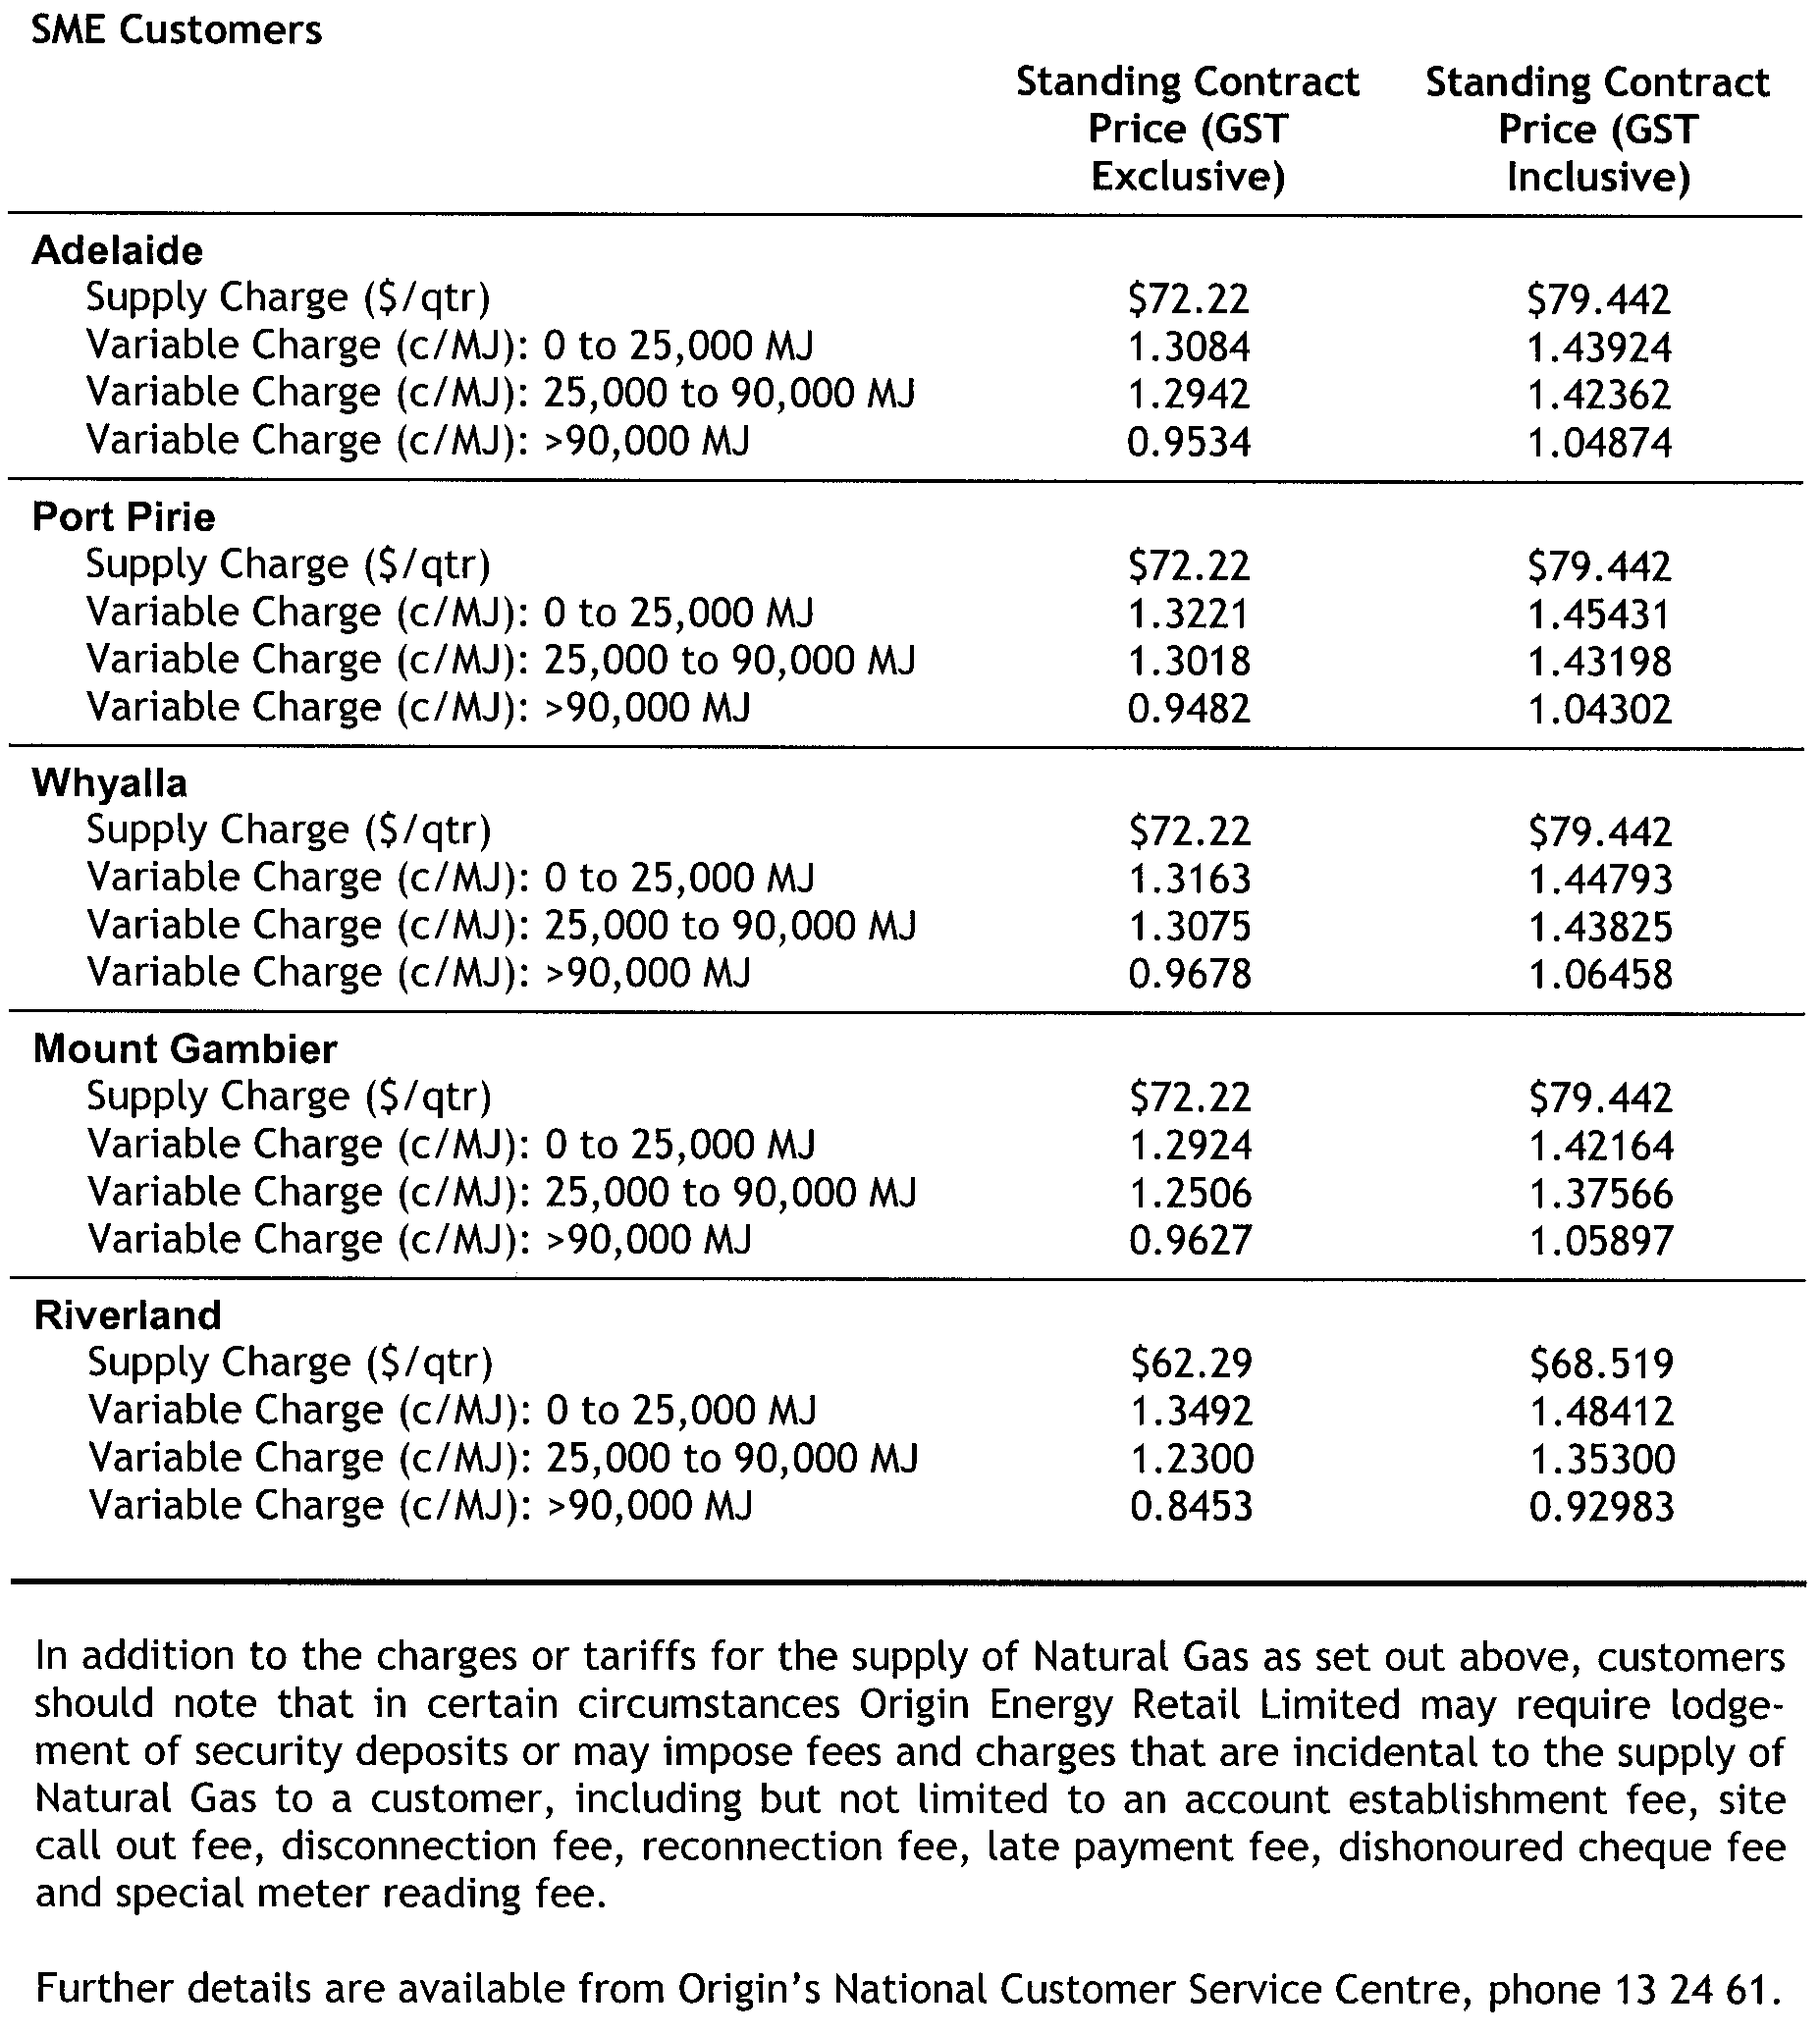 SME Customers
Standing Contract Price (GST Exclusive) Standing Contract Price (GST Inclusive)
Adelaide
Supply Charge ($/qtr) $72.22 $79.442
Variable Charge (c/MJ): 0 to 25,000 MJ 1.3084 1.43924
Variable Charge (c/MJ): 25,000 to 90,000 MJ 1.2942 1.42362
Variable Charge (c/MJ): >90,000 MJ 0.9534 1.04874
Port Pirie
Supply Charge ($/qtr) $72.22 $79.442
Variable Charge (c/MJ): 0 to 25,000 MJ 1.3221 1.45431
Variable Charge (c/MJ): 25,000 to 90,000 MJ 1.3018 1.43198
Variable Charge (c/MJ): >90,000 MJ 0.9482 1.04302
Whyalla
Supply Charge ($/qtr) $72.22 $79.442
Variable Charge (c/MJ): 0 to 25,000 MJ 1.3163 1.44793
Variable Charge (c/MJ): 25,000 to 90,000 MJ 1.3075 1.43825
Variable Charge (c/MJ): >90,000 MJ 0.9678 1.06458
Mount Gambier
Supply Charge ($/qtr) $72.22 $79.442
Variable Charge (c/MJ): 0 to 25,000 MJ 1.2924 1.42164
Variable Charge (c/MJ): 25,000 to 90,000 MJ 1.2506 1.37566
Variable Charge (c/MJ): >90,000 MJ 0.9627 1.05897
Riverland
Supply Charge ($/qtr) $62.29 $68.519
Variable Charge (c/MJ): 0 to 25,000 MJ 1.3492 1.48412
Variable Charge (c/MJ): 25,000 to 90,000 MJ 1.2300 1.35300
Variable Charge (c/MJ): >90,000 MJ 0.8453 0.92983
In addition to the charges or tariffs for the supply of Natural Gas as set out above, customers
should note that in certain circumstances Origin Energy Retail Limited may require lodge-
ment of security deposits or may impose fees and charges that are incidental to the supply of
Natural Gas to a customer, including but not limited to an account establishment fee, site
call out fee, disconnection fee, reconnection fee, late payment fee, dishonoured cheque fee
and special meter reading fee.
Further details are available from Origin's National Customer Service Centre, phone 13 24 61.